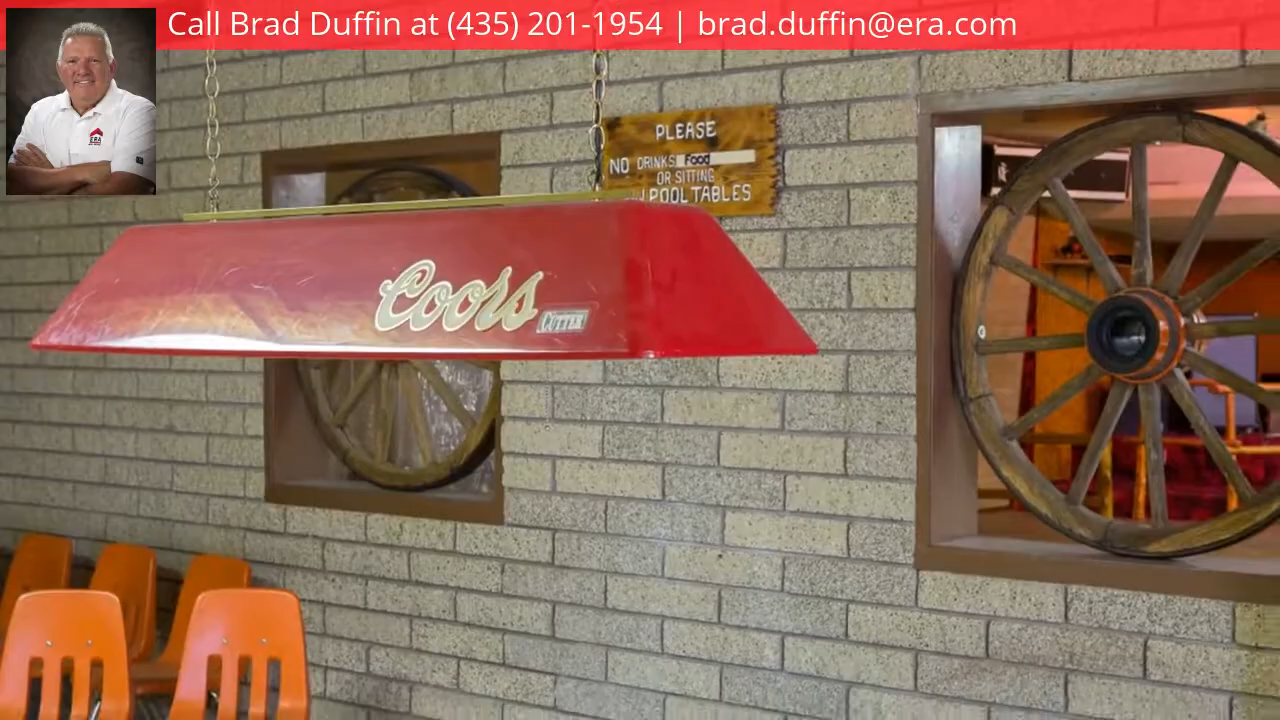 Call Brad Duffin at (435) 201-1954 | brad.duffin@era.com
ERA
PLEASE
NO DRINKS Food
OR SITTING
POOL TABLES
Coors